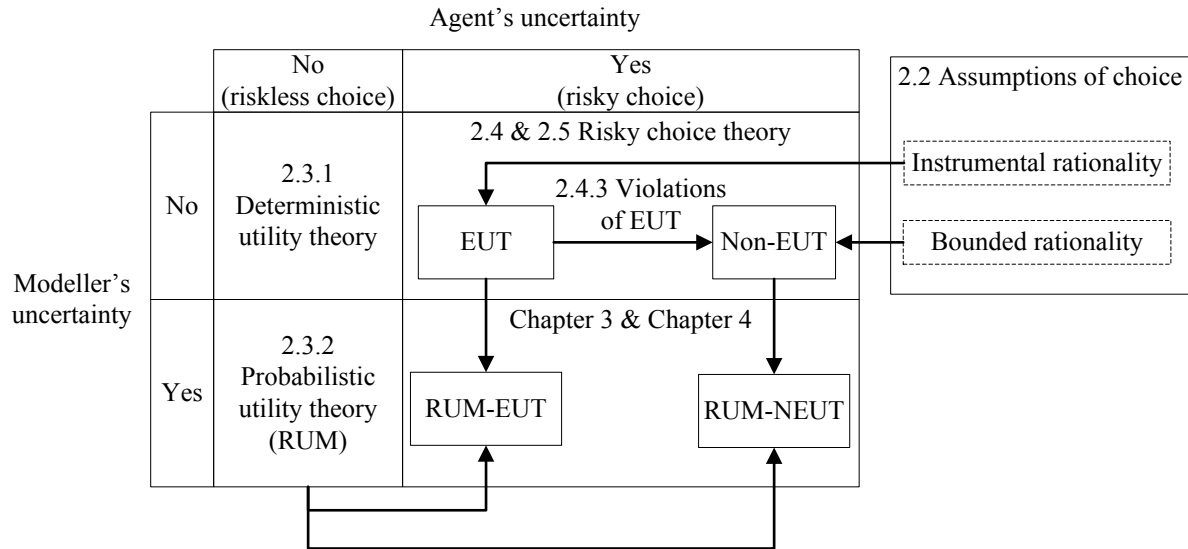 Agent’s uncertainty
No
(riskless choice)
Yes
(risky choice)
2.2 Assumptions of choice
2.4 & 2.5 Risky choice theory
Instrumental rationality
No
2.3.1
Deterministic
utility theory
2.4.3 Violations
of EUT
EUT
Non-EUT
Bounded rationality
Modeller’s
uncertainty
Chapter 3 & Chapter 4
Yes
2.3.2
Probabilistic
utility theory
(RUM)
RUM-EUT
RUM-NEUT